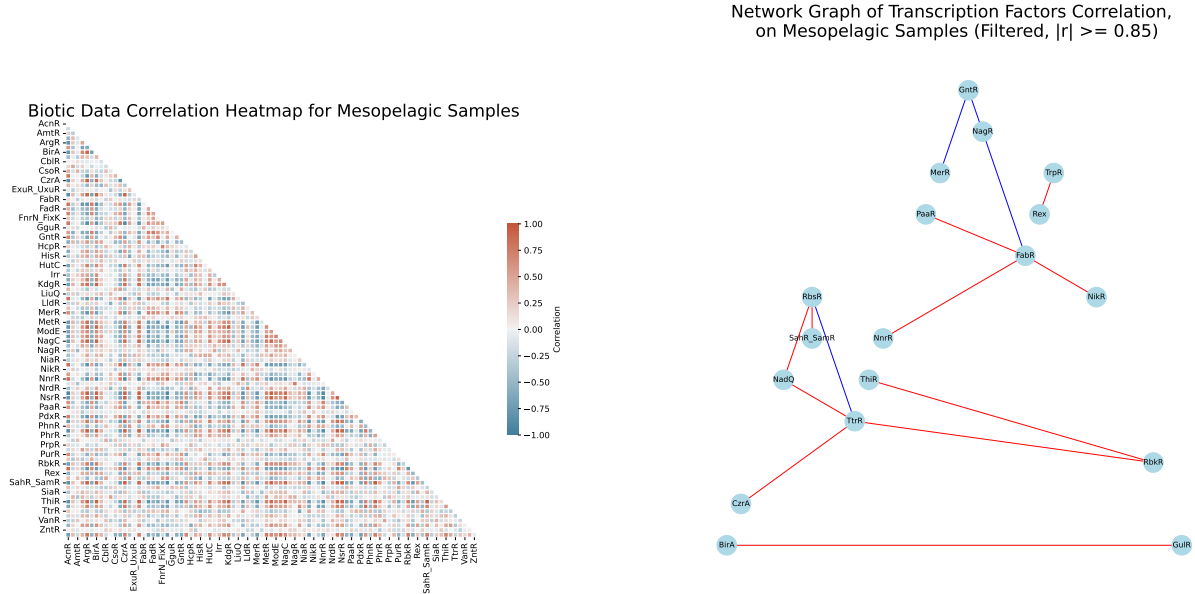 Network Graph of Transcription Factors Correlation,
on Mesopelagic Samples (Filtered, |r| >= 0.85)
Biotic Data Correlation Heatmap for Mesopelagic Samples
AcnR
AmtR
ArgR
BirA
CblR
CsoR
CzrA
ExuR_UxuR
FabR
FadR
FnrN_FixK
GguR
GntR
HcpR
HisR
HutC
Irr
KdgR
LiuQ
LldR
MerR
MetR
ModE
NagC
NagR
NiaR
NikR
NnrR
NrdR
NsrR
PaaR
PdxR
PhnR
PhrR
PrpR
PurR
RbkR
Rex
SahR_SamR
SiaR
ThiR
TtrR
VanR
ZntR
AcnR
AmtR
ArgR
BirA
CblR
CsoR
CzrA
ExuR_UxuR
FabR
FadR
FnrN_FixK
GguR
GntR
HcpR
HisR
HutC
Irr
KdgR
LiuQ
LldR
MerR
MetR
ModE
NagC
NagR
NiaR
NikR
NnrR
NrdR
NsrR
PaaR
PdxR
PhnR
PhrR
PrpR
PurR
RbkR
Rex
SahR_SamR
SiaR
ThiR
TtrR
VanR
ZntR
1.00
0.75
0.50
0.25
0.00
−0.25
−0.50
−0.75
−1.00
Correlation
GntR
NagR
MerR
TrpR
PaaR
Rex
FabR
RbsR
NikR
SahR_SamR
NnrR
NadQ
ThiR
TtrR
RbkR
CzrA
BirA
GulR